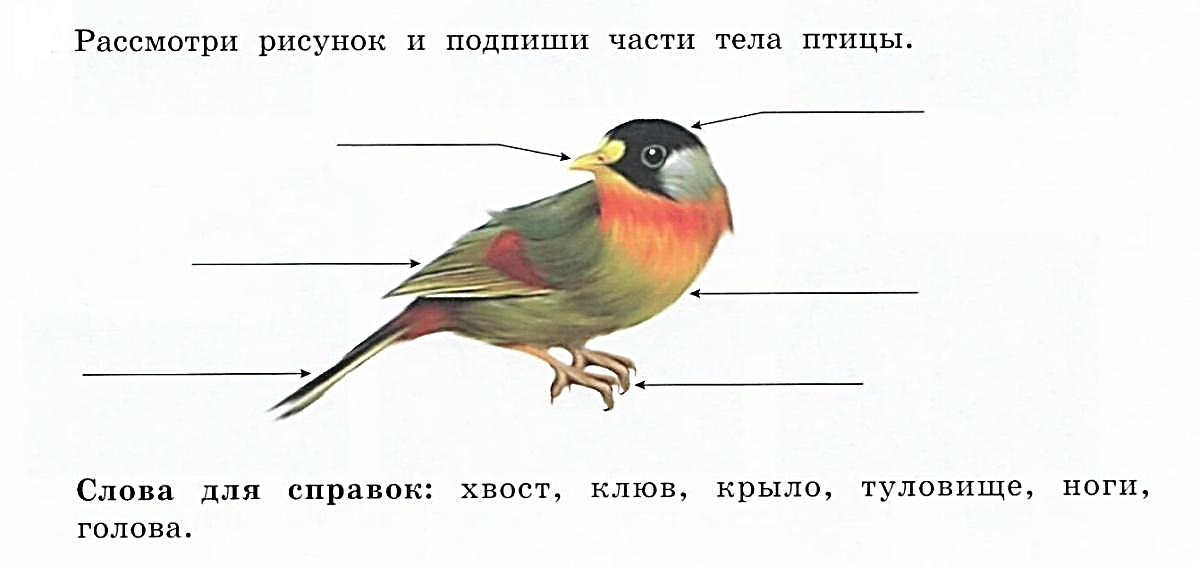 Рассмотри рисунок и подпиши части тела птицы.
Слова для справок: хвост, клюв, крыло, туловище, ноги,
голова.